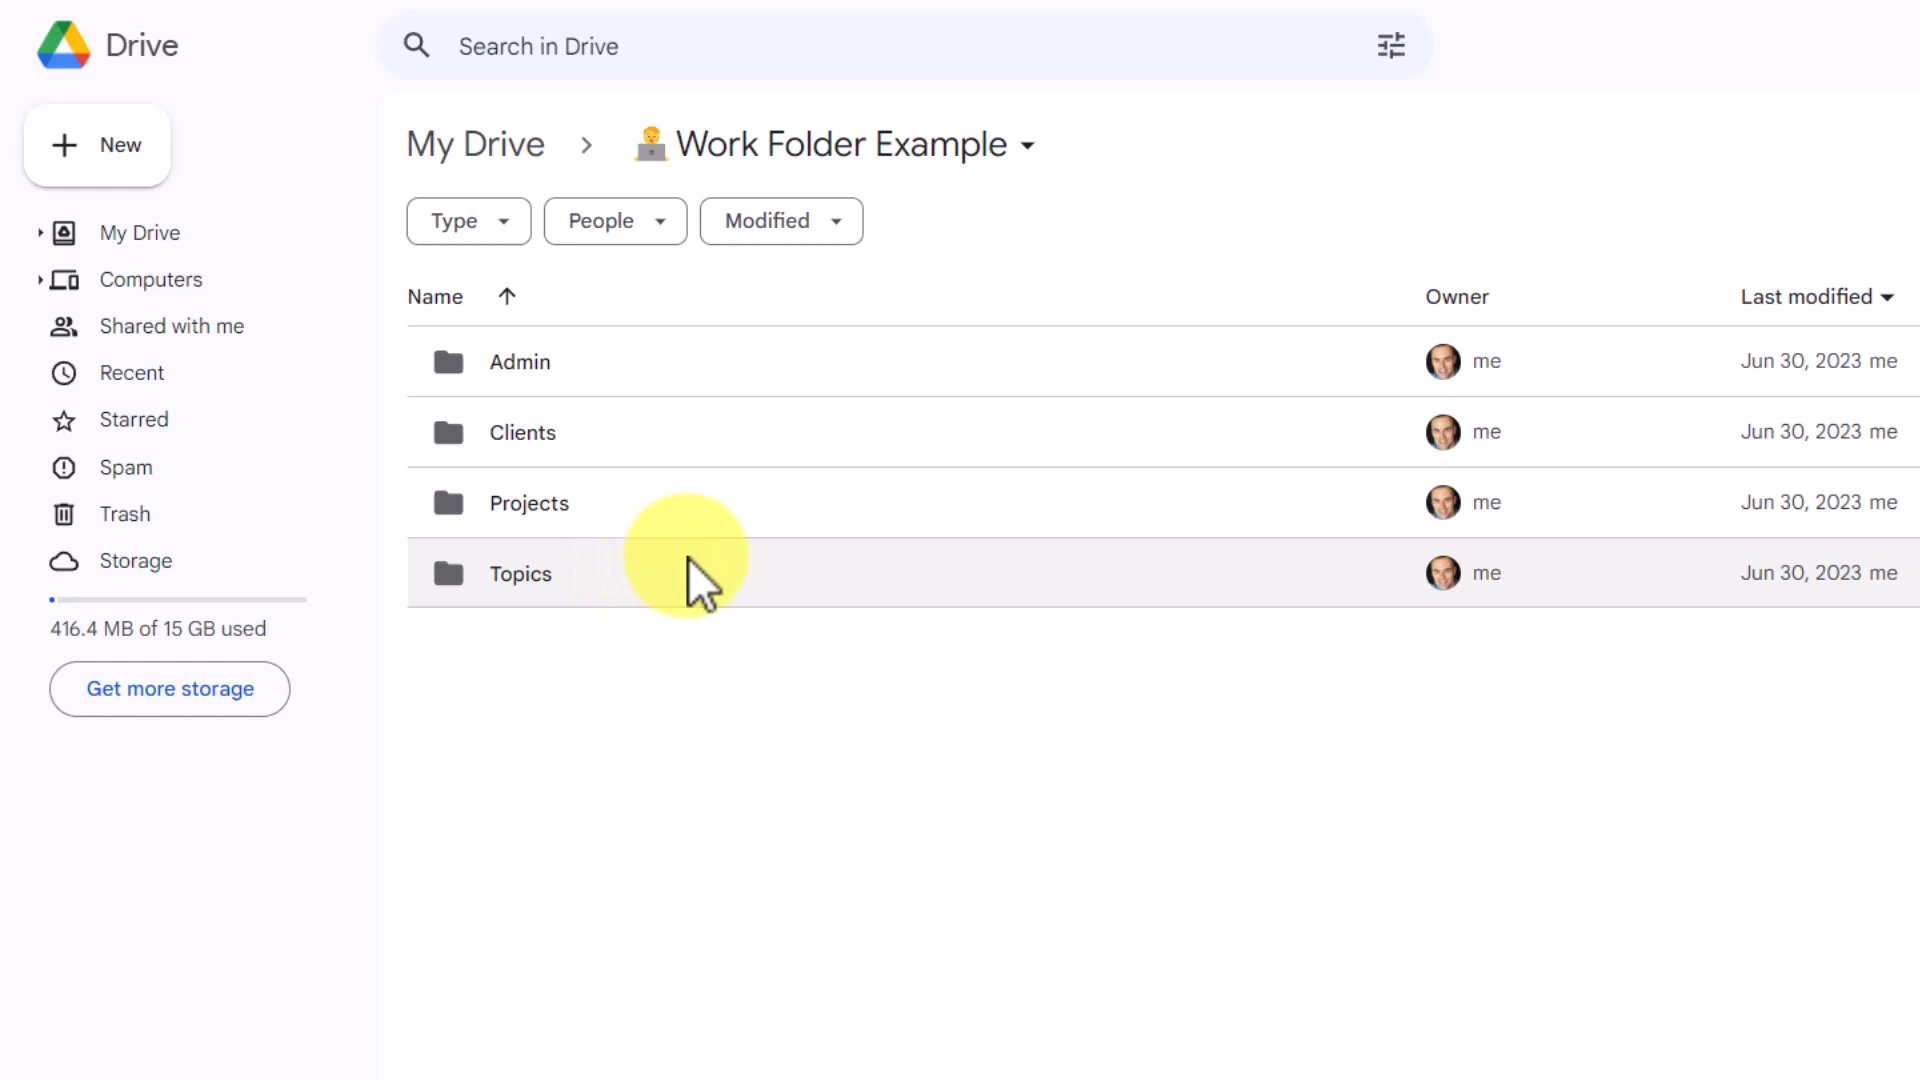 Drive
Search in Drive
New
My Drive
Computers
Shared with me
Recent
Starred
Spam
Trash
Storage
416.4 MB of 15 GB used
Get more storage
My Drive > Work Folder Example
Type People Modified
Name Owner Last modified
Admin me Jun 30, 2023 me
Clients me Jun 30, 2023 me
Projects me Jun 30, 2023 me
Topics me Jun 30, 2023 me